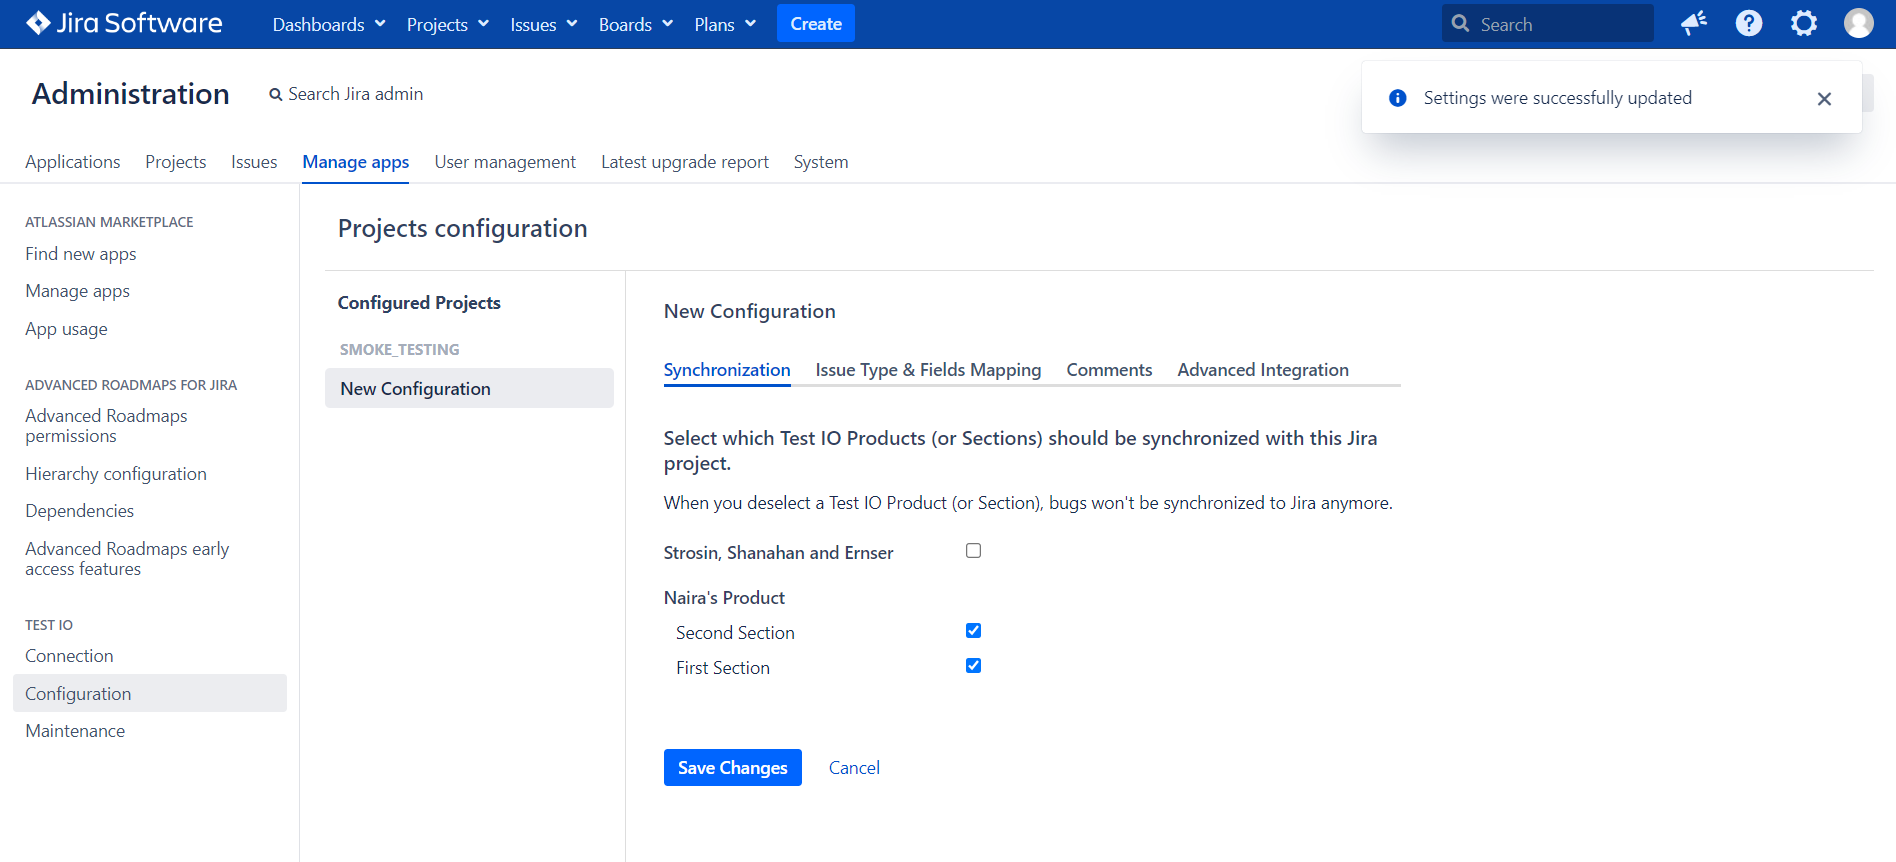 Jira Software
Dashboards Projects Issues Boards Plans Create Search
Administration
Search Jira admin
Settings were successfully updated
Applications Projects Issues Manage apps User management Latest upgrade report System
ATLASSIAN MARKETPLACE
Find new apps
Manage apps
App usage
ADVANCED ROADMAPS FOR JIRA
Advanced Roadmaps
permissions
Hierarchy configuration
Dependencies
Advanced Roadmaps early
access features
TEST IO
Connection
Configuration
Maintenance
Projects configuration
Configured Projects
SMOKE_TESTING
New Configuration
New Configuration
Synchronization Issue Type & Fields Mapping Comments Advanced Integration
Select which Test IO Products (or Sections) should be synchronized with this Jira
project.
When you deselect a Test IO Product (or Section), bugs won't be synchronized to Jira anymore.
Strosin, Shanahan and Ernser
Naira's Product
Second Section
First Section
Save Changes Cancel